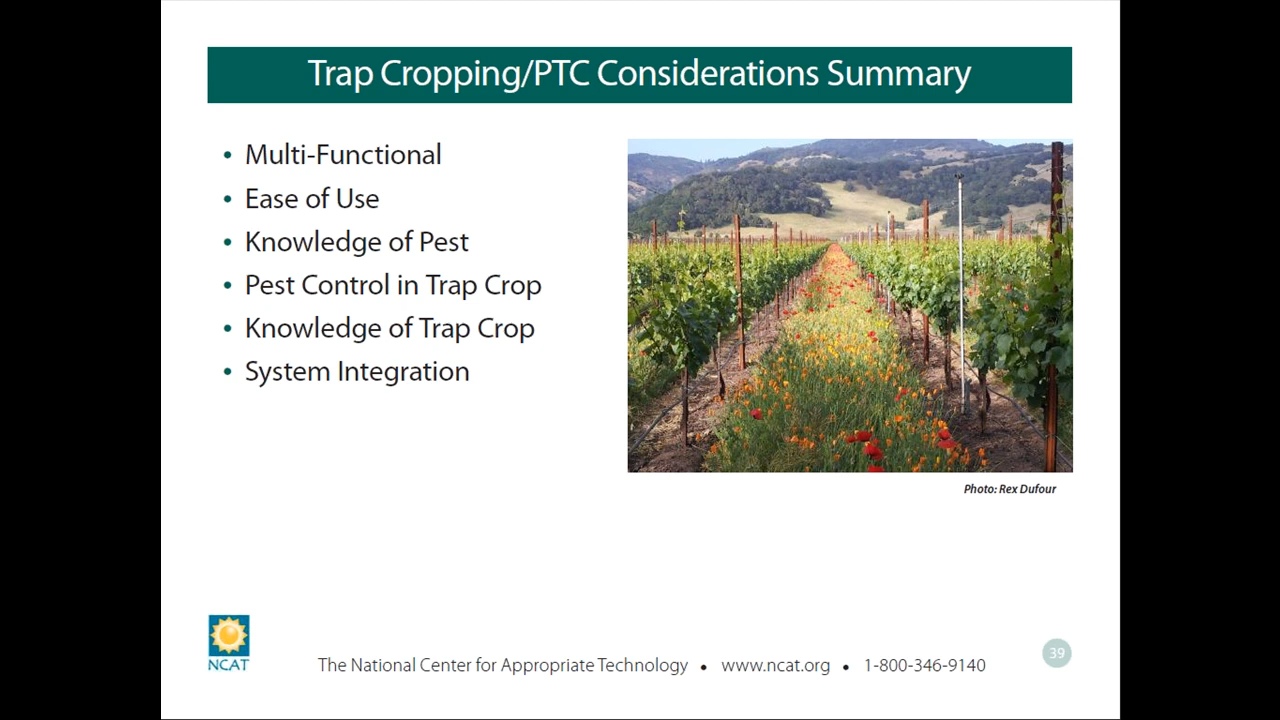 Trap Cropping/PTC Considerations Summary
• Multi-Functional
• Ease of Use
• Knowledge of Pest
• Pest Control in Trap Crop
• Knowledge of Trap Crop
• System Integration
Photo: Rex Dufour
NCAT
The National Center for Appropriate Technology • www.ncat.org • 1-800-346-9140
39